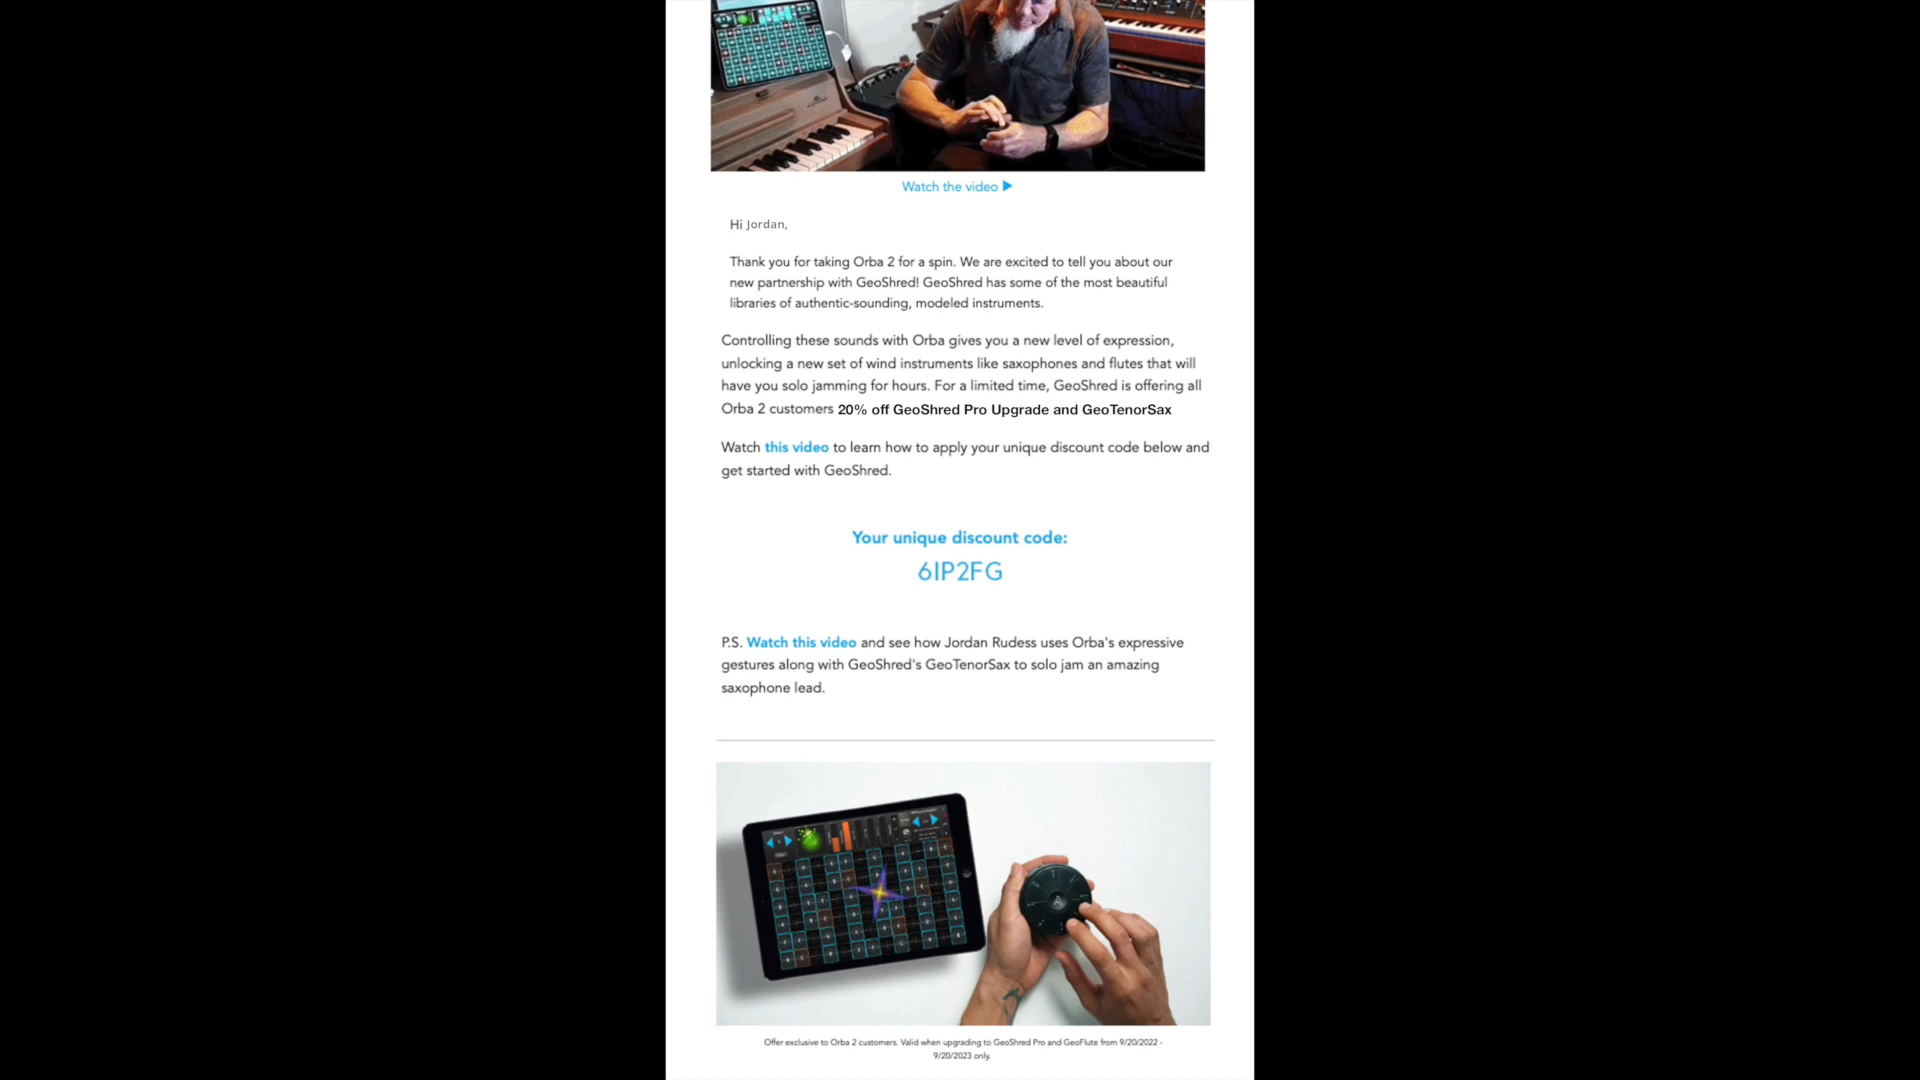 Watch the video ▶
Hi Jordan,
Thank you for taking Orba 2 for a spin. We are excited to tell you about our
new partnership with GeoShred! GeoShred has some of the most beautiful
libraries of authentic-sounding, modeled instruments.
Controlling these sounds with Orba gives you a new level of expression,
unlocking a new set of wind instruments like saxophones and flutes that will
have you solo jamming for hours. For a limited time, GeoShred is offering all
Orba 2 customers 20% off GeoShred Pro Upgrade and GeoTenorSax
Watch this video to learn how to apply your unique discount code below and
get started with GeoShred.
Your unique discount code:
6IP2FG
P.S. Watch this video and see how Jordan Rudess uses Orba's expressive
gestures along with GeoShred's GeoTenorSax to solo jam an amazing
saxophone lead.
Offer exclusive to Orba 2 customers. Valid when upgrading to GeoShred Pro and GeoFlute from 9/20/2022 -
9/20/2023 only.